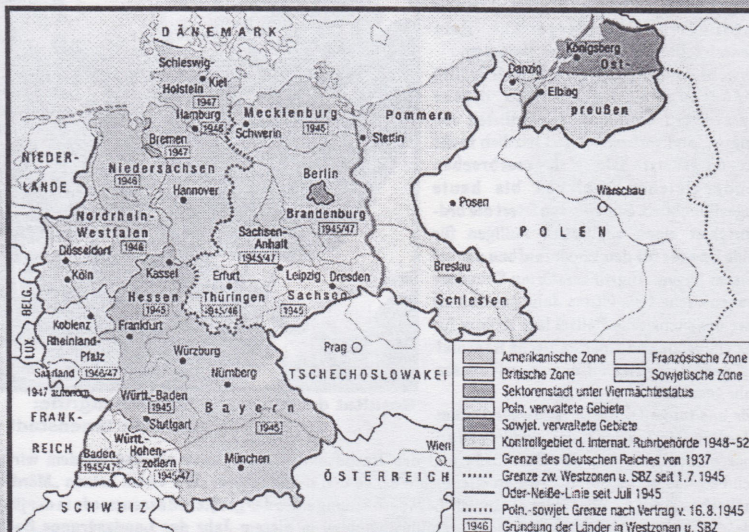 DÄNEMARK
Schleswig-
Kiel
Holstein
1947
Hamburg
1946
Mecklenburg
1945
Schwerin
Bremen
1947
NIEDER-
LANDE
Niedersachsen
1946
Hannover
Pommern
Stettin
Danzig
Elbing
Königsberg
Ost-
preußen
Berlin
Brandenburg
1945/47
Posen
Warschau
POLEN
Nordrhein-
Westfalen
1946
Düsseldorf
Köln
Kassel
Sachsen-
Anhalt
1945/47
Erfurt
Leipzig
Dresden
Thüringen
1945/46
Sachsen
1945
Breslau
Schlesien
Hessen
1945
BELG.
LUX.
Koblenz
Rheinland-
Pfalz
1946/47
Frankfurt
Saarland
1947 autonom
Würzburg
Nürnberg
Prag
TSCHECHOSLOWAKEI
FRANK-
REICH
Württ.-Baden
1945
Stuttgart
Bayern
1945
Württ.-
Hohen-
zollern
1945/47
Baden
1945/47
München
Wien
ÖSTERREICH
SCHWEIZ
Amerikanische Zone
Französische Zone
Britische Zone
Sowjetische Zone
Sektorenstadt unter Viermächtestatus
Poln. verwaltete Gebiete
Sowjet. verwaltete Gebiete
Kontrollgebiet d. Internat. Ruhrbehörde 1948–52
Grenze des Deutschen Reiches von 1937
Grenze zw. Westzonen u. SBZ seit 1.7.1945
Oder-Neiße-Linie seit Juli 1945
Poln.-sowjet. Grenze nach Vertrag v. 16.8.1945
1946 Gründung der Länder in Westzonen u. SBZ